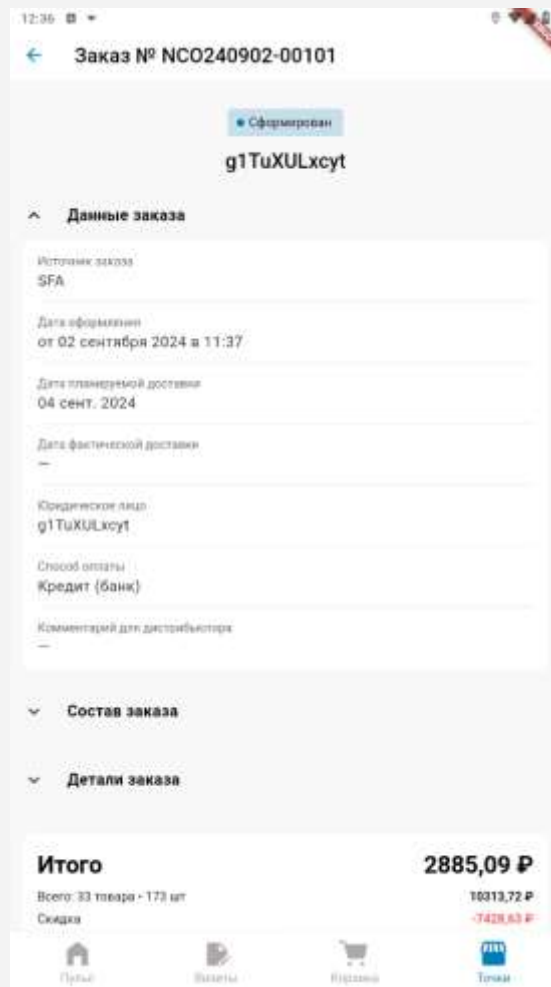 12:36
Заказ № NCO240902-00101
Сформирован
g1TuXULxcyt
Данные заказа
Источник заказа
SFA
Дата оформления
от 02 сентября 2024 в 11:37
Дата планируемой доставки
04 сент. 2024
Дата фактической доставки
—
Юридическое лицо
g1TuXULxcyt
Способ оплаты
Кредит (банк)
Комментарий для дистрибьютора
—
Состав заказа
Детали заказа
Итого 2885,09 ₽
Всего: 33 товара • 173 шт 10313,72 ₽
Скидка -7428,63 ₽
Пульс Визиты Корзина Точки